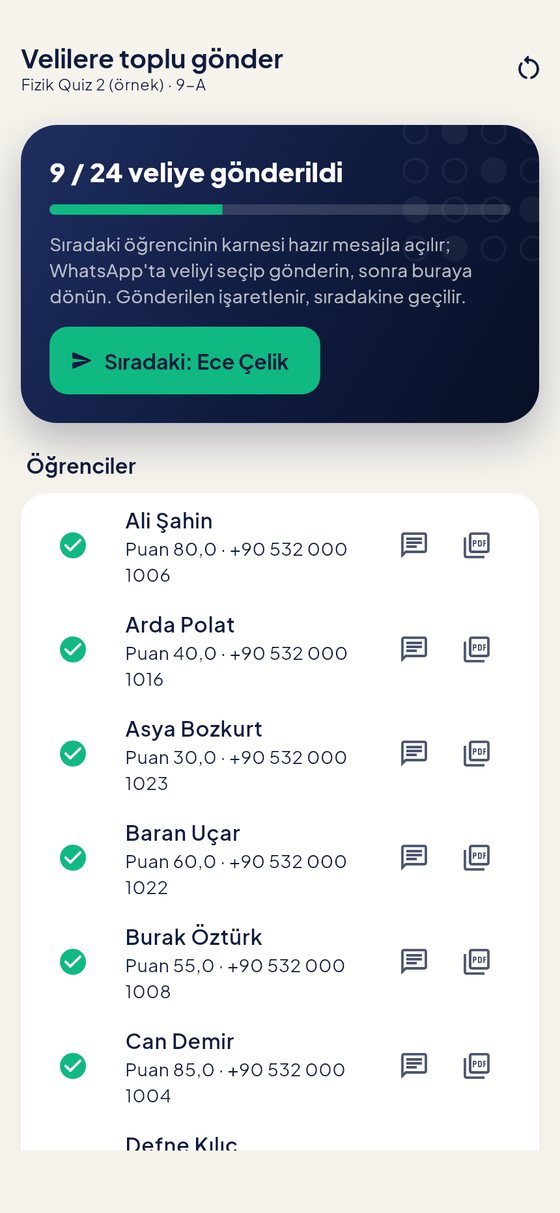 Velilere toplu gönder
Fizik Quiz 2 (örnek) · 9-A
9 / 24 veliye gönderildi
Sıradaki öğrencinin karnesi hazır mesajla açılır;
WhatsApp'ta veliyi seçip gönderin, sonra buraya
dönün. Gönderilen işaretlenir, sıradakine geçilir.
Sıradaki: Ece Çelik
Öğrenciler
Ali Şahin
Puan 80,0 · +90 532 000
1006
PDF
Arda Polat
Puan 40,0 · +90 532 000
1016
PDF
Asya Bozkurt
Puan 30,0 · +90 532 000
1023
PDF
Baran Uçar
Puan 60,0 · +90 532 000
1022
PDF
Burak Öztürk
Puan 55,0 · +90 532 000
1008
PDF
Can Demir
Puan 85,0 · +90 532 000
1004
PDF
Defne Kılıç